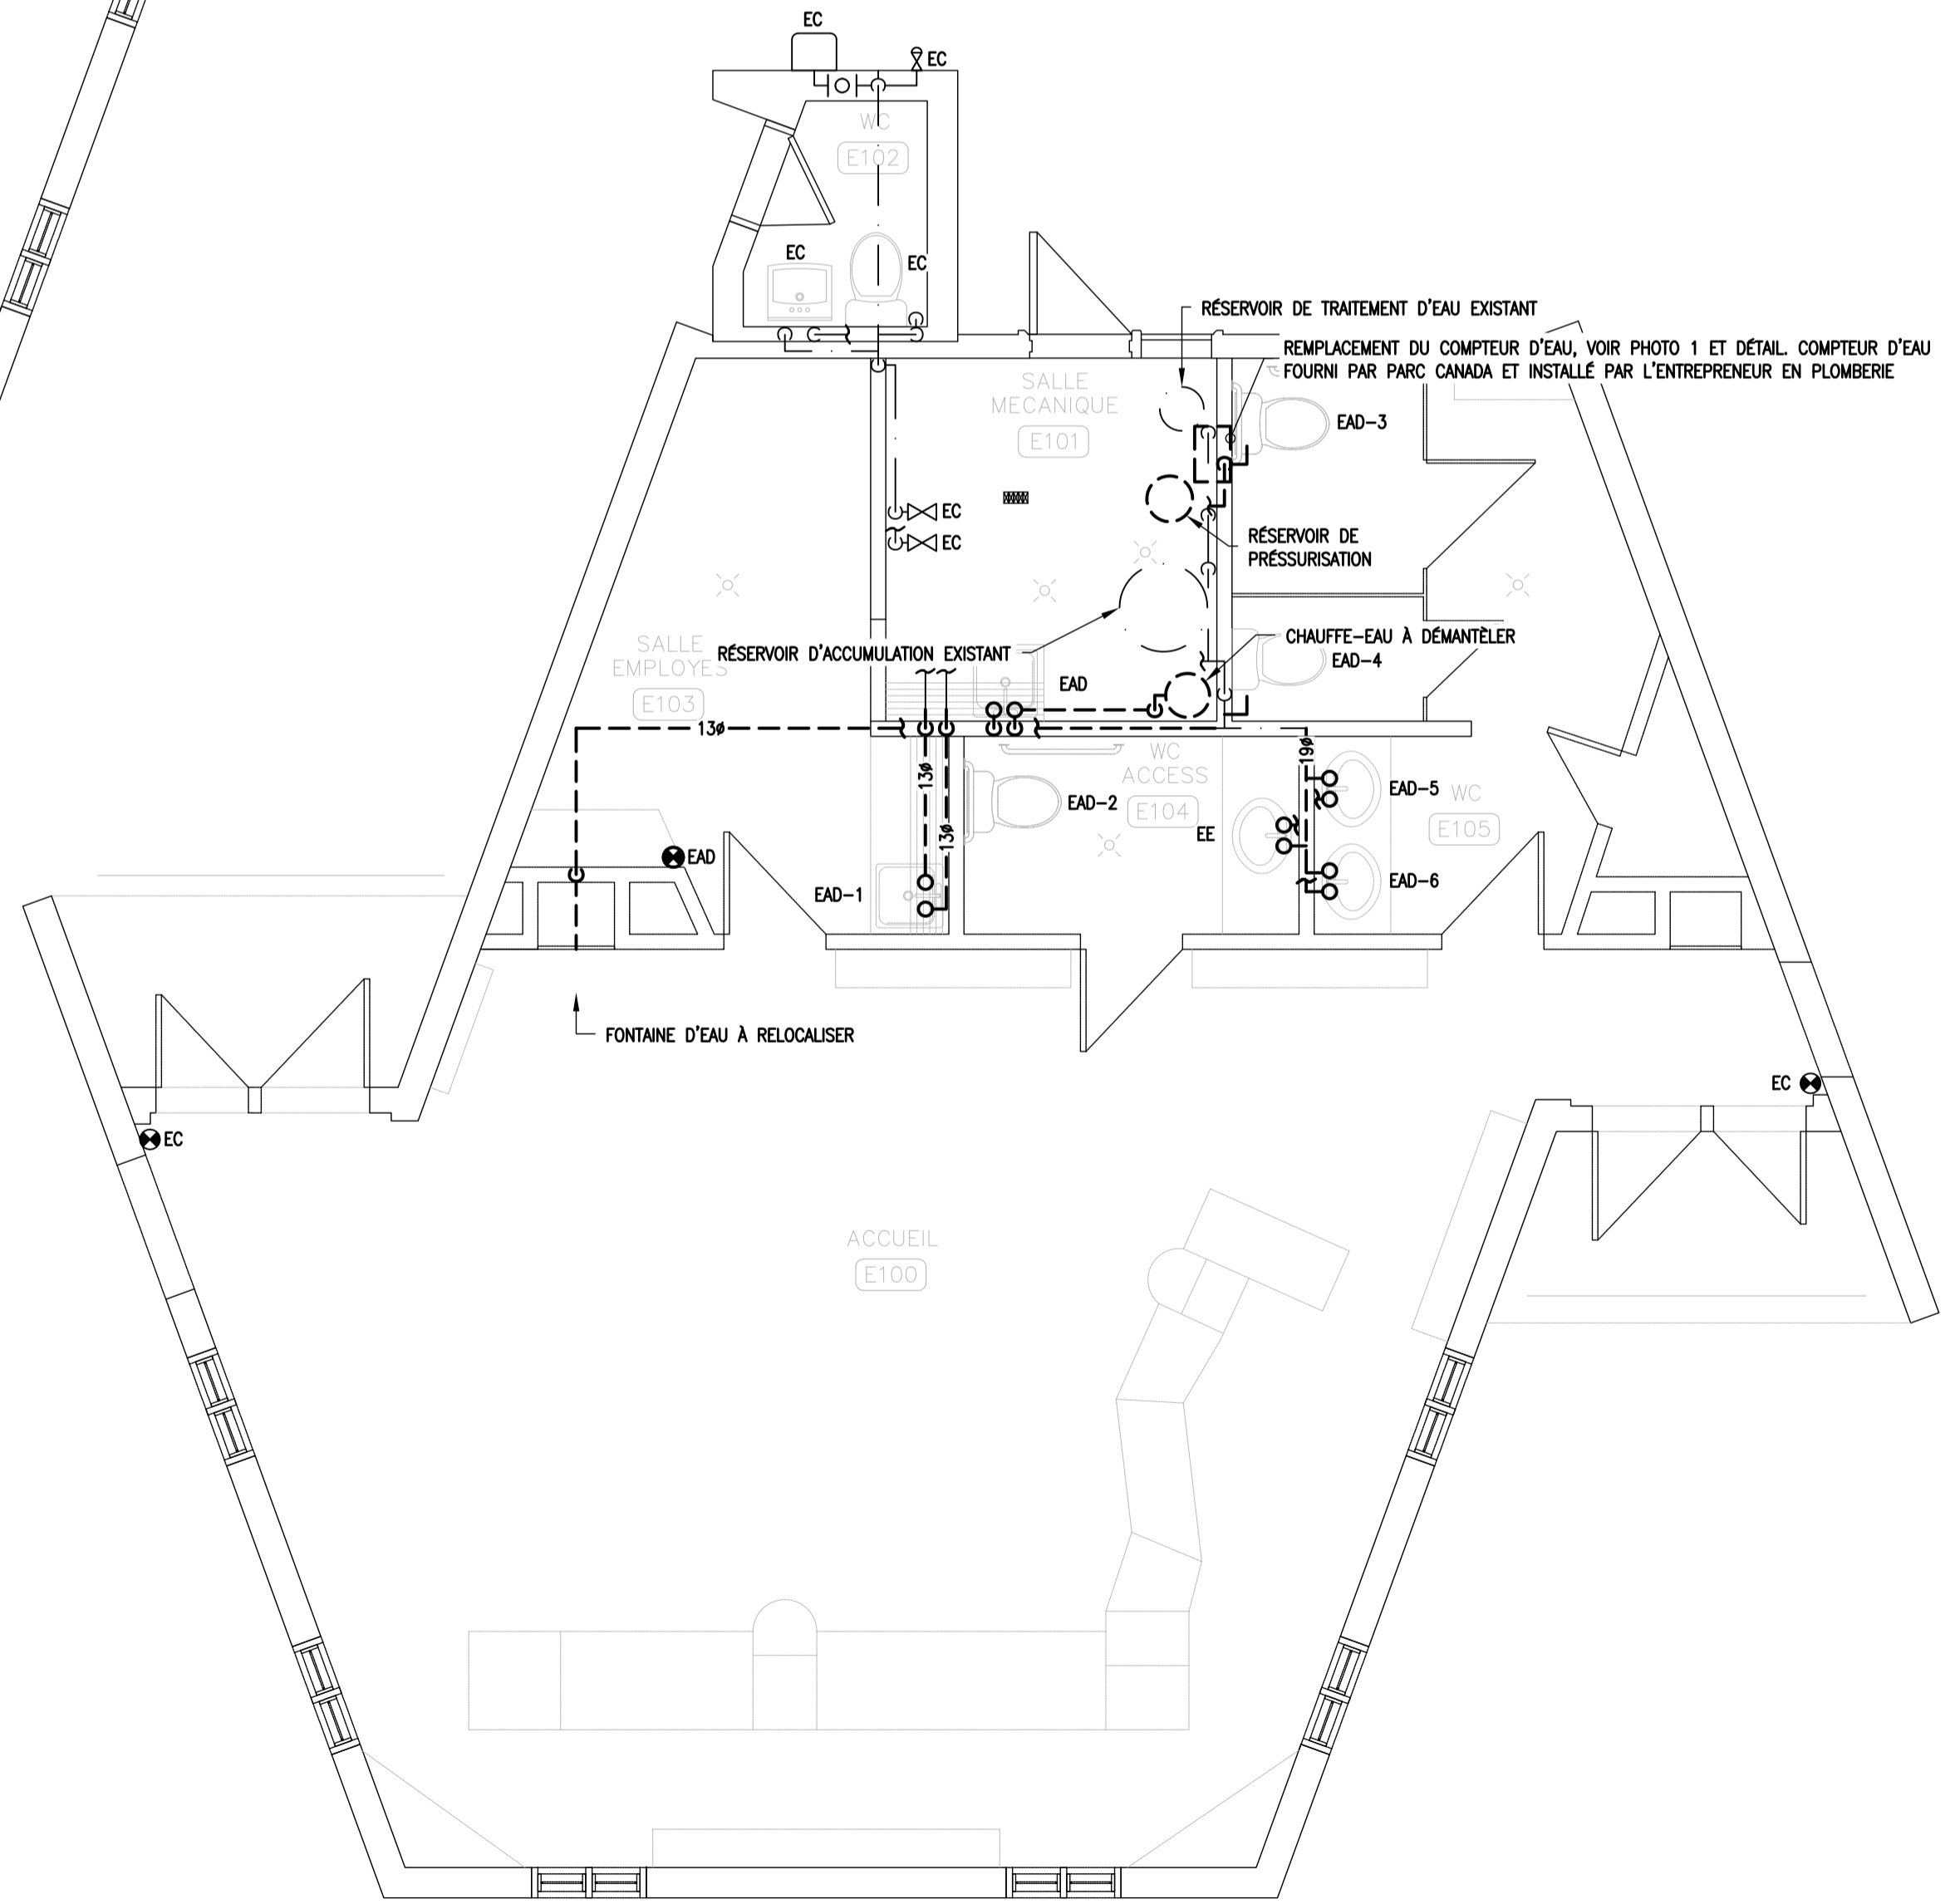 EC
EC
WC
E102
EC
EC
RÉSERVOIR DE TRAITEMENT D'EAU EXISTANT
REMPLACEMENT DU COMPTEUR D'EAU, VOIR PHOTO 1 ET DÉTAIL. COMPTEUR D'EAU
FOURNI PAR PARC CANADA ET INSTALLÉ PAR L'ENTREPRENEUR EN PLOMBERIE
SALLE
MECANIQUE
E101
EAD-3
EC
EC
RÉSERVOIR DE
PRÉSSURISATION
SALLE
EMPLOYES
E103
RÉSERVOIR D'ACCUMULATION EXISTANT
CHAUFFE-EAU À DÉMANTÈLER
EAD-4
EAD
13ø
13ø
13ø
19ø
WC
ACCESS
E104
EAD-2
EE
EAD-5
WC
E105
EAD
EAD-1
EAD-6
FONTAINE D'EAU À RELOCALISER
EC
EC
ACCUEIL
E100